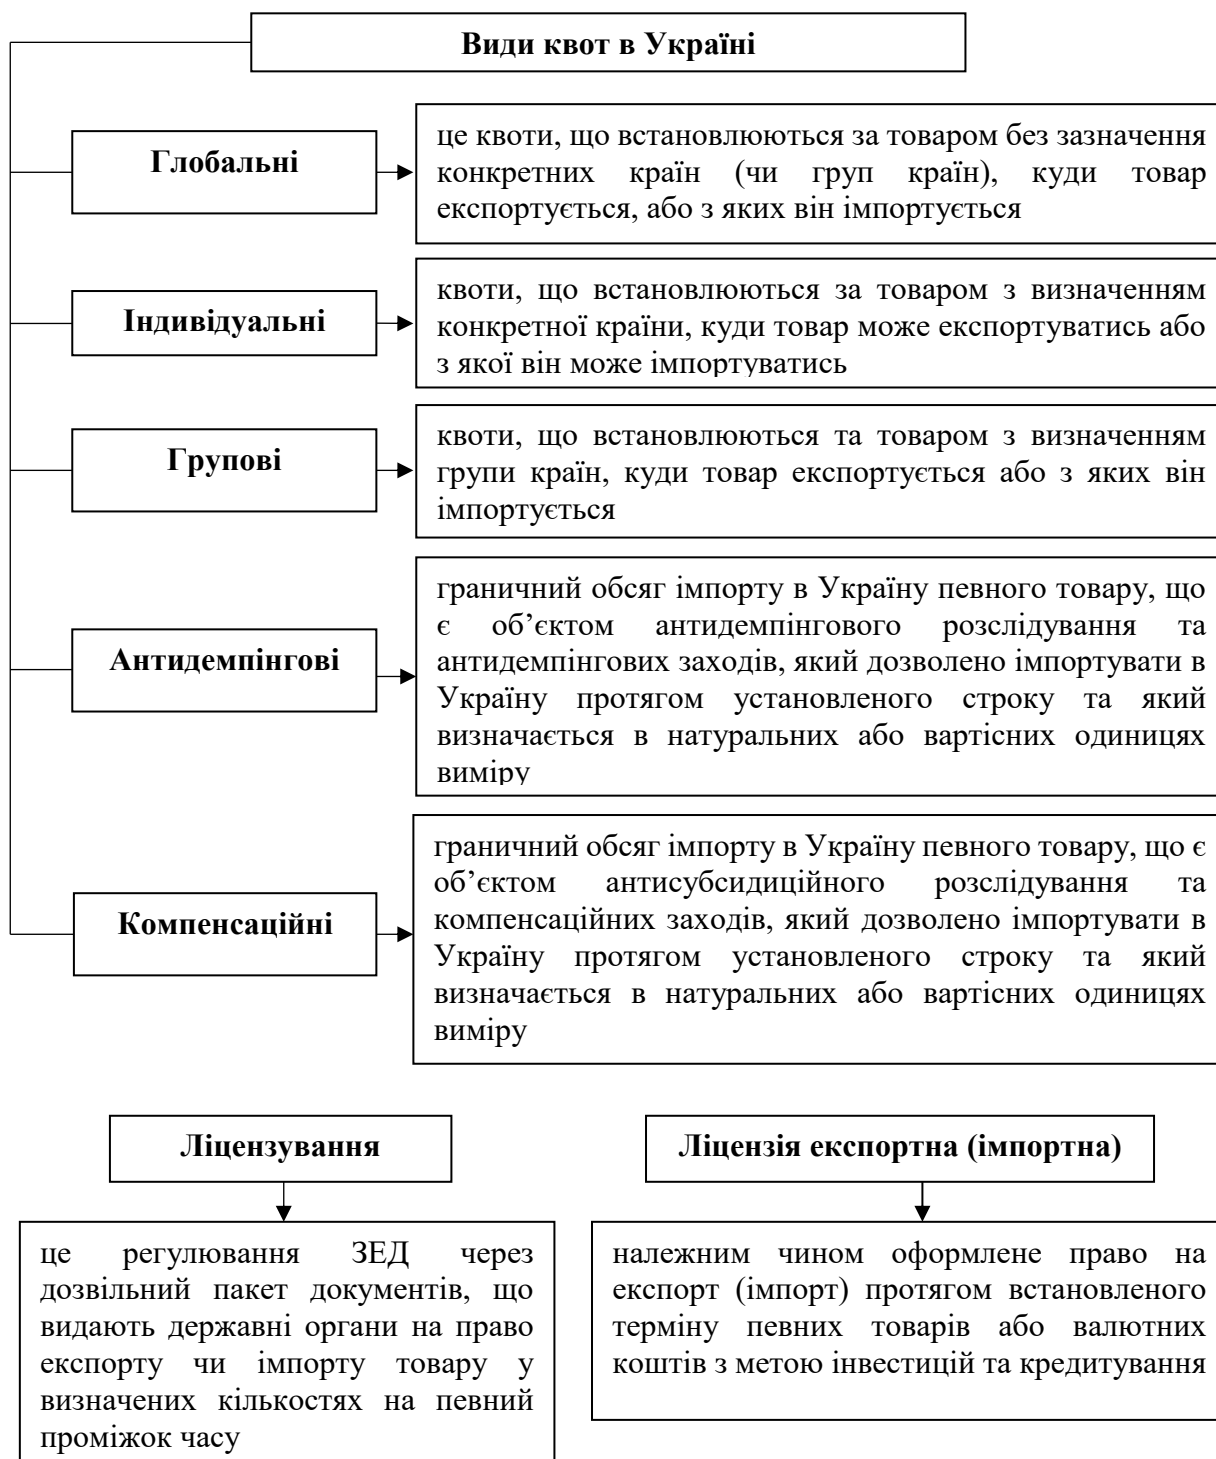 Види квот в Україні
Глобальні
це квоти, що встановлюються за товаром без зазначення
конкретних країн (чи груп країн), куди товар
експортується, або з яких він імпортується
Індивідуальні
квоти, що встановлюються за товаром з визначенням
конкретної країни, куди товар може експортуватись або
з якої він може імпортуватись
Групові
квоти, що встановлюються та товаром з визначенням
групи країн, куди товар експортується або з яких він
імпортується
Антидемпінгові
граничний обсяг імпорту в Україну певного товару, що
є об’єктом антидемпінгового розслідування та
антидемпінгових заходів, який дозволено імпортувати в
Україну протягом установленого строку та який
визначається в натуральних або вартісних одиницях
виміру
Компенсаційні
граничний обсяг імпорту в Україну певного товару, що є
об’єктом антисубсидиційного розслідування та
компенсаційних заходів, який дозволено імпортувати в
Україну протягом установленого строку та який
визначається в натуральних або вартісних одиницях
виміру
Ліцензування
це регулювання ЗЕД через
дозвільний пакет документів, що
видають державні органи на право
експорту чи імпорту товару у
визначених кількостях на певний
проміжок часу
Ліцензія експортна (імпортна)
належним чином оформлене право на
експорт (імпорт) протягом встановленого
терміну певних товарів або валютних
коштів з метою інвестицій та кредитування